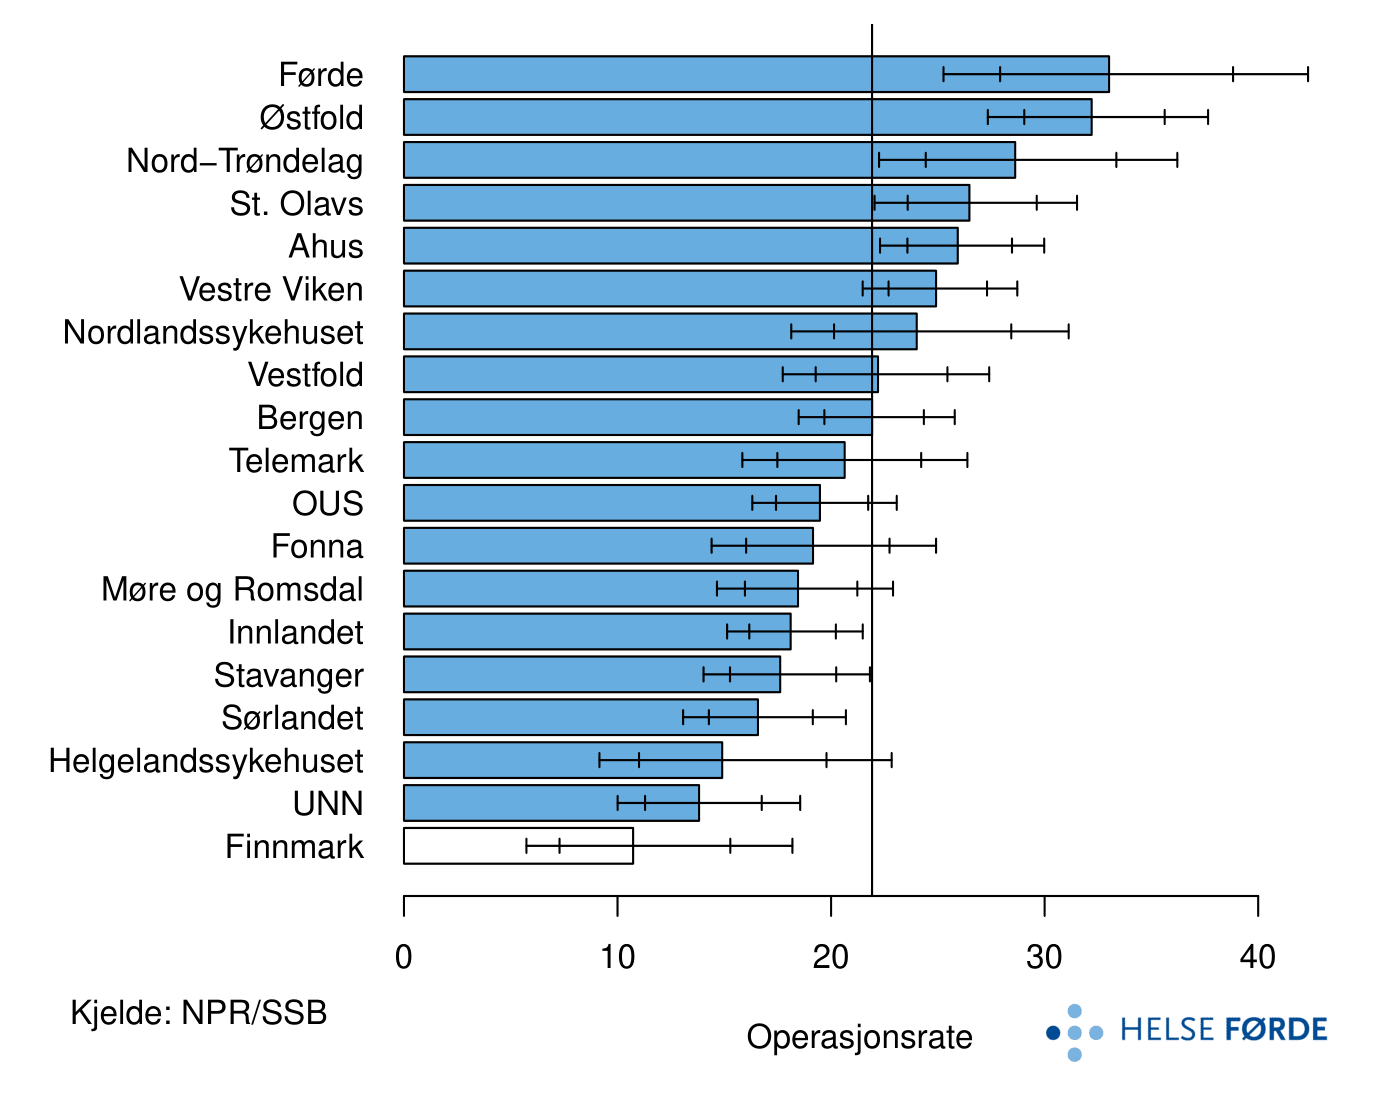 Førde
Østfold
Nord−Trøndelag
St. Olavs
Ahus
Vestre Viken
Nordlandssykehuset
Vestfold
Bergen
Telemark
OUS
Fonna
Møre og Romsdal
Innlandet
Stavanger
Sørlandet
Helgelandssykehuset
UNN
Finnmark
0 10 20 30 40
Kjelde: NPR/SSB
Operasjonsrate
HELSE FØRDE